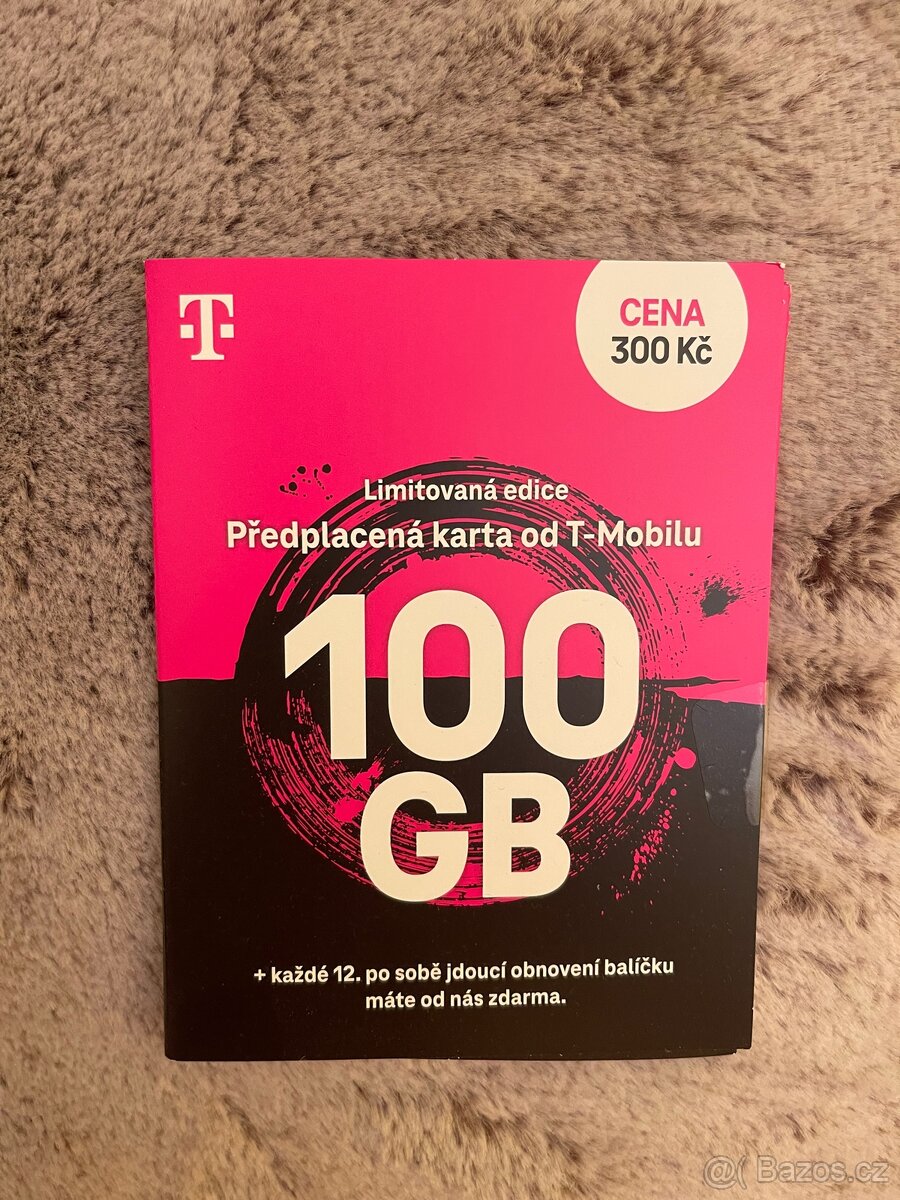 T
CENA
300 Kč
Limitovaná edice
Předplacená karta od T-Mobilu
100
GB
+ každé 12. po sobě jdoucí obnovení balíčku
máte od nás zdarma.
@( Bazos.cz